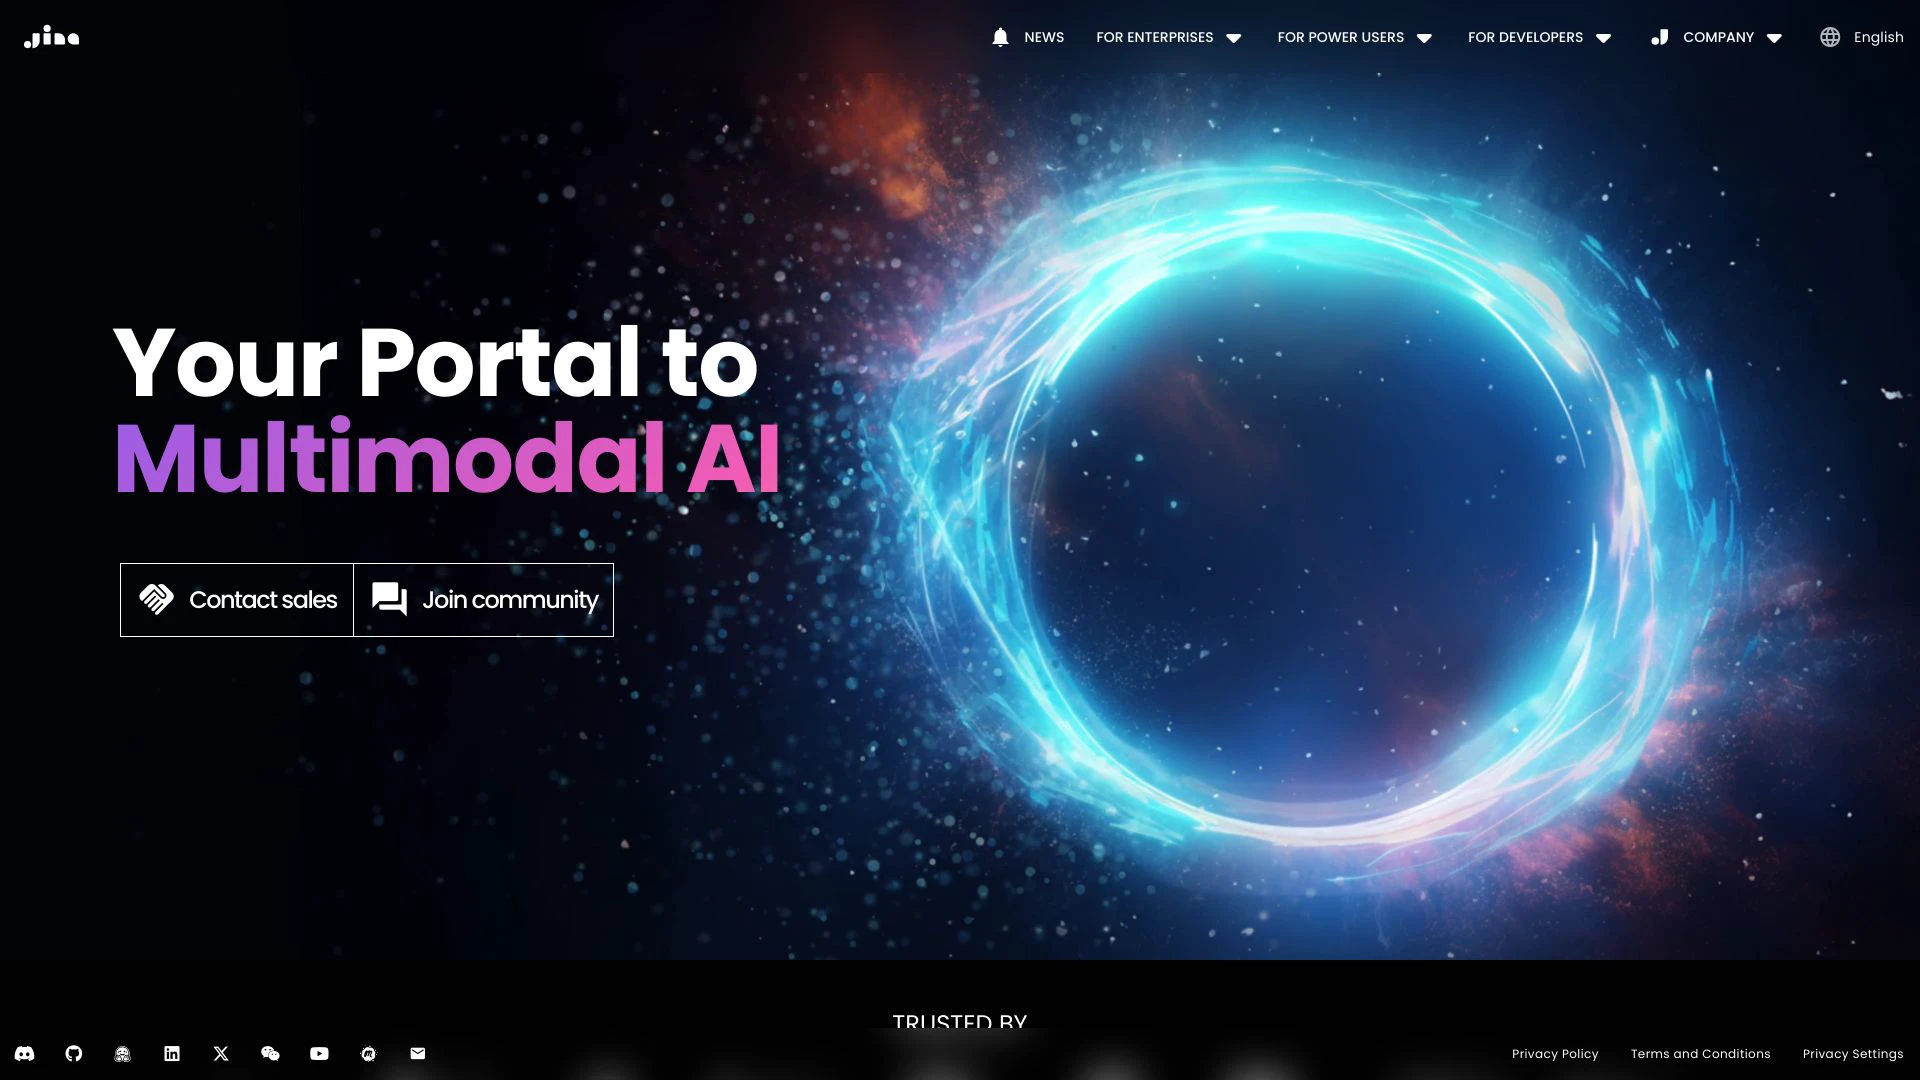 Jina
NEWS
FOR ENTERPRISES
FOR POWER USERS
FOR DEVELOPERS
COMPANY
English
Your Portal to
Multimodal AI
Contact sales
Join community
TRUSTED BY
Privacy Policy
Terms and Conditions
Privacy Settings